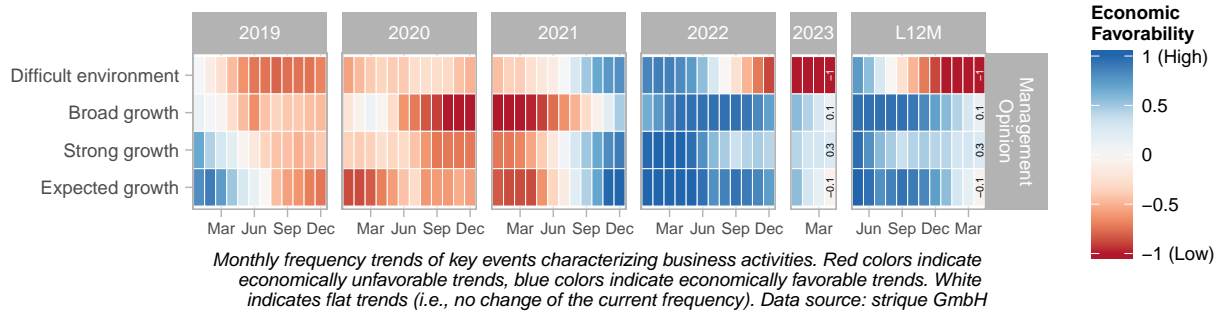 2019 2020 2021 2022 2023 L12M
Economic
Favorability
Difficult environment
Broad growth
Strong growth
Expected growth
−1
0.1
0.3
−0.1
−1
0.1
0.3
−0.1
Management
Opinion
1 (High)
0.5
0
−0.5
−1 (Low)
Mar Jun Sep Dec Mar Jun Sep Dec Mar Jun Sep Dec Mar Jun Sep Dec Mar Jun Sep Dec Mar
Monthly frequency trends of key events characterizing business activities. Red colors indicate
economically unfavorable trends, blue colors indicate economically favorable trends. White
indicates flat trends (i.e., no change of the current frequency). Data source: strique GmbH